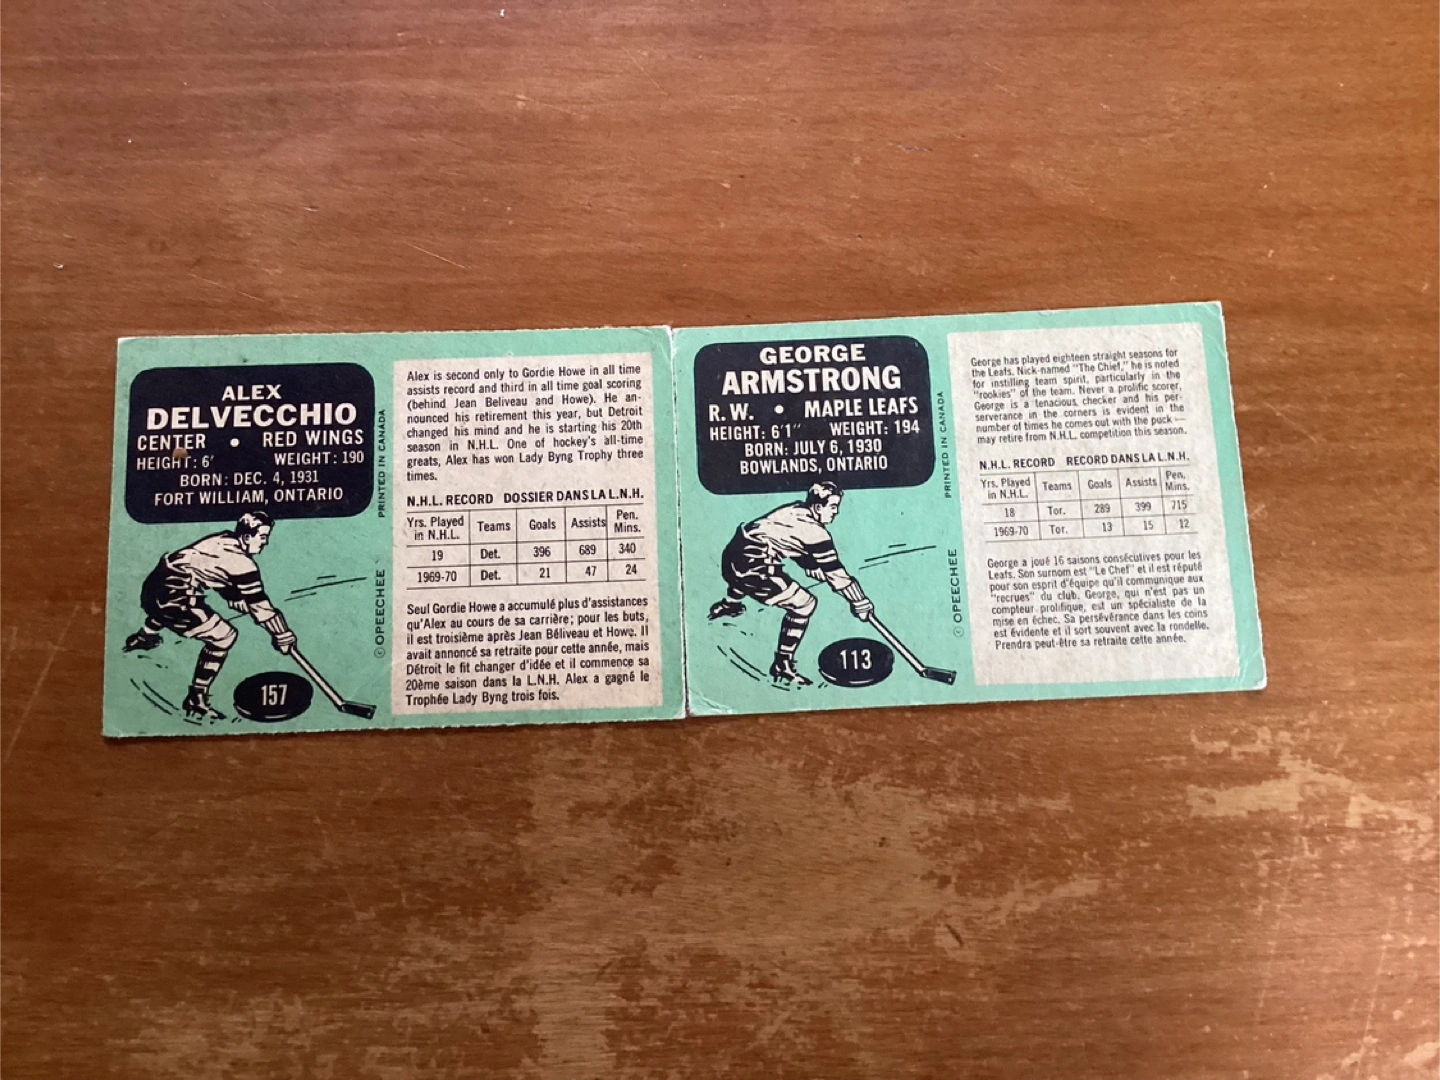 ALEX
DELVECCHIO
CENTER • RED WINGS
HEIGHT: 6' WEIGHT: 190
BORN: DEC. 4, 1931
FORT WILLIAM, ONTARIO
157
PRINTED IN CANADA
© OPEECHEE
Alex is second only to Gordie Howe in all time
assists record and third in all time goal scoring
(behind Jean Beliveau and Howe). He an-
nounced his retirement this year, but Detroit
changed his mind and he is starting his 20th
season in N.H.L. One of hockey's all-time
greats, Alex has won Lady Byng Trophy three
times.
N.H.L. RECORD DOSSIER DANS LA L.N.H.
Yrs. Played in N.H.L. Teams Goals Assists Pen. Mins.
19 Det. 396 689 340
1969-70 Det. 21 47 24
Seul Gordie Howe a accumulé plus d'assistances
qu'Alex au cours de sa carrière; pour les buts,
il est troisième après Jean Béliveau et Howe. Il
avait annoncé sa retraite pour cette année, mais
Détroit le fit changer d'idée et il commence sa
20ème saison dans la L.N.H. Alex a gagné le
Trophée Lady Byng trois fois.
GEORGE
ARMSTRONG
R. W. • MAPLE LEAFS
HEIGHT: 6'1" WEIGHT: 194
BORN: JULY 6, 1930
BOWLANDS, ONTARIO
113
PRINTED IN CANADA
© OPEECHEE
George has played eighteen straight seasons for
the Leafs. Nick-named "The Chief," he is noted
for instilling team spirit, particularly in the
"rookies" of the team. Never a prolific scorer,
George is a tenacious checker and his per-
serverance in the corners is evident in the
number of times he comes out with the puck —
may retire from N.H.L. competition this season.
N.H.L. RECORD RECORD DANS LA L.N.H.
Yrs. Played in N.H.L. Teams Goals Assists Pen. Mins.
18 Tor. 289 399 715
1969-70 Tor. 13 15 12
George a joué 16 saisons consécutives pour les
Leafs. Son surnom est "Le Chef" et il est réputé
pour son esprit d'équipe qu'il communique aux
"recrues" du club. George, qui n'est pas un
compteur prolifique, est un spécialiste de la
mise en échec. Sa persévérance dans les coins
est évidente et il sort souvent avec la rondelle.
Prendra peut-être sa retraite cette année.